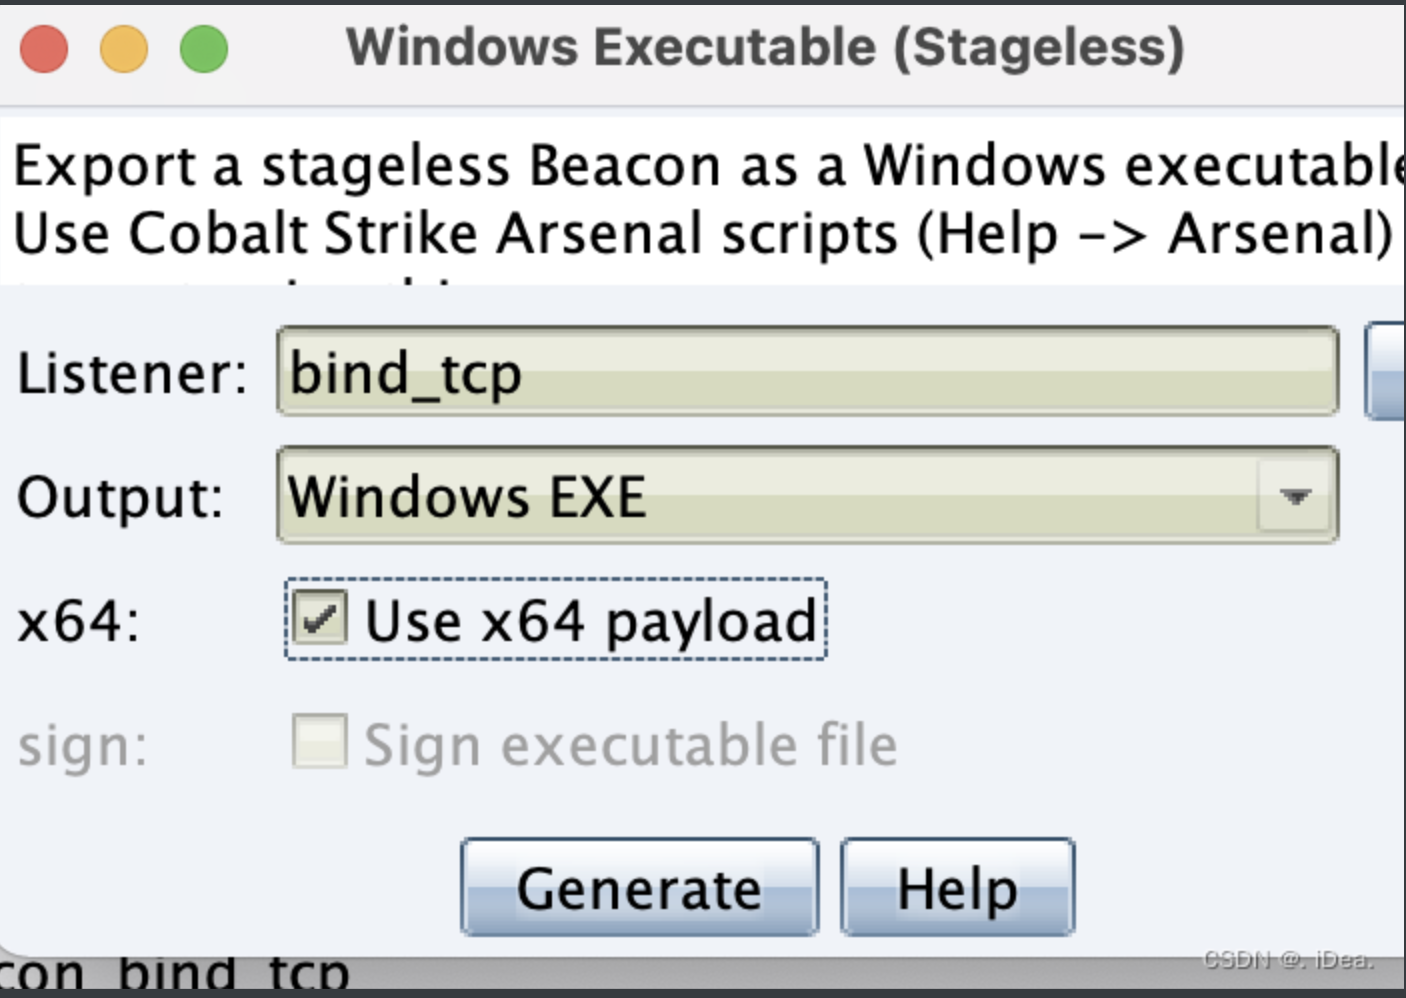 Windows Executable (Stageless)
Export a stageless Beacon as a Windows executable
Use Cobalt Strike Arsenal scripts (Help -> Arsenal)
Listener: bind_tcp
Output: Windows EXE
x64: Use x64 payload
sign: Sign executable file
Generate Help
con bind tcp
CSDN @. iDea.